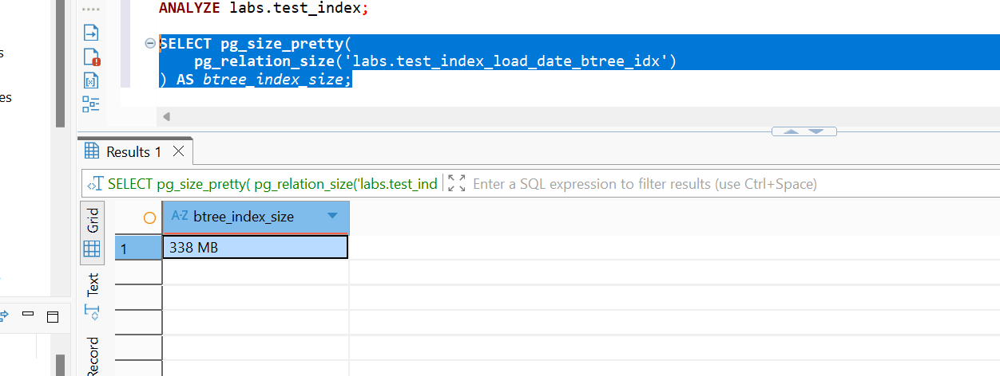 ANALYZE labs.test_index;
s
SELECT pg_size_pretty(
pg_relation_size('labs.test_index_load_date_btree_idx')
es
) AS btree_index_size;
Results 1
SELECT pg_size_pretty( pg_relation_size('labs.test_ind
Enter a SQL expression to filter results (use Ctrl+Space)
Grid
A-Z btree_index_size
1 338 MB
Text
Record